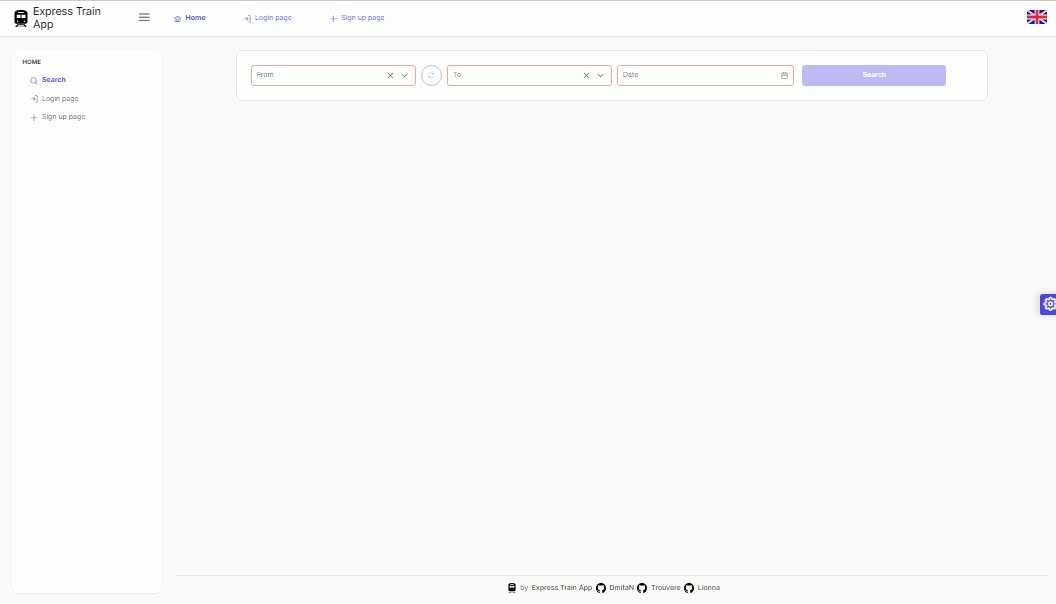 Express Train
App
Home
Login page
Sign up page
HOME
Search
Login page
Sign up page
From
To
Date
Search
by Express Train App DmitaN Trouvere Lionna